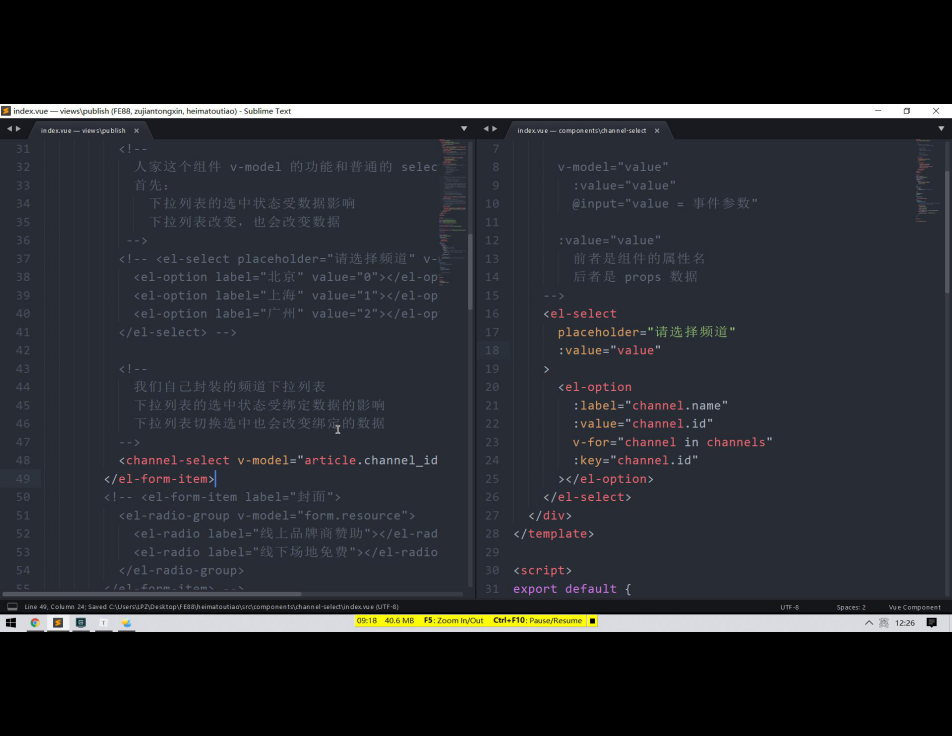 index.vue — views\publish (FE88, zujiantongxin, heimatoutiao) - Sublime Text
index.vue — views\publish ×
31 <!--
32 人家这个组件 v-model 的功能和普通的 selec
33 首先:
34 下拉列表的选中状态受数据影响
35 下拉列表改变，也会改变数据
36 -->
37 <!-- <el-select placeholder="请选择频道" v-
38 <el-option label="北京" value="0"></el-op
39 <el-option label="上海" value="1"></el-op
40 <el-option label="广州" value="2"></el-op
41 </el-select> -->
42
43 <!--
44 我们自己封装的频道下拉列表
45 下拉列表的选中状态受绑定数据的影响
46 下拉列表切换选中也会改变绑定的数据
47 -->
48 <channel-select v-model="article.channel_id
49 </el-form-item>
50 <!-- <el-form-item label="封面">
51 <el-radio-group v-model="form.resource">
52 <el-radio label="线上品牌商赞助"></el-rad
53 <el-radio label="线下场地免费"></el-radio
54 </el-radio-group>
55 </el-form-item> -->
index.vue — components\channel-select ×
7
8 v-model="value"
9 :value="value"
10 @input="value = 事件参数"
11
12 :value="value"
13 前者是组件的属性名
14 后者是 props 数据
15 -->
16 <el-select
17 placeholder="请选择频道"
18 :value="value"
19 >
20 <el-option
21 :label="channel.name"
22 :value="channel.id"
23 v-for="channel in channels"
24 :key="channel.id"
25 ></el-option>
26 </el-select>
27 </div>
28 </template>
29
30 <script>
31 export default {
Line 49, Column 24; Saved C:\Users\LPZ\Desktop\FE88\heimatoutiao\src\components\channel-select\index.vue (UTF-8)
UTF-8 Spaces: 2 Vue Component
09:18 40.6 MB F5: Zoom In/Out Ctrl+F10: Pause/Resume
12:26